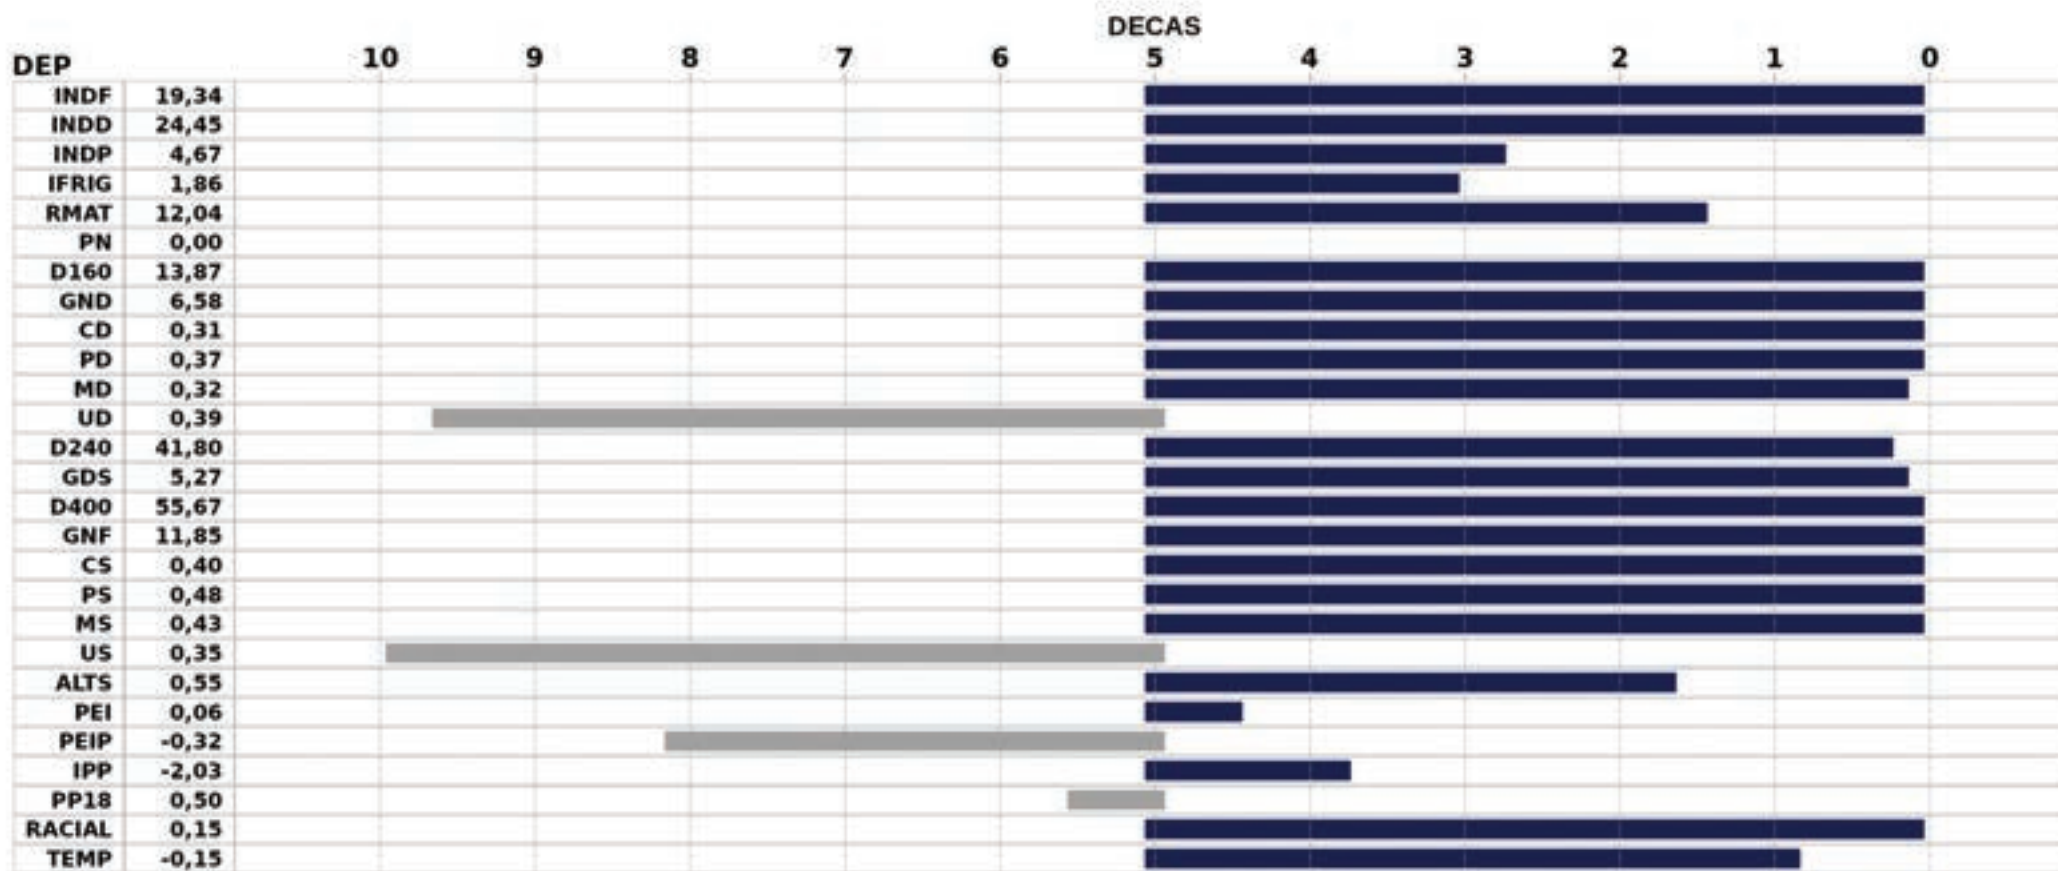 DECAS
DEP 10 9 8 7 6 5 4 3 2 1 0
INDF 19,34
INDD 24,45
INDP 4,67
IFRIG 1,86
RMAT 12,04
PN 0,00
D160 13,87
GND 6,58
CD 0,31
PD 0,37
MD 0,32
UD 0,39
D240 41,80
GDS 5,27
D400 55,67
GNF 11,85
CS 0,40
PS 0,48
MS 0,43
US 0,35
ALTS 0,55
PEI 0,06
PEIP -0,32
IPP -2,03
PP18 0,50
RACIAL 0,15
TEMP -0,15